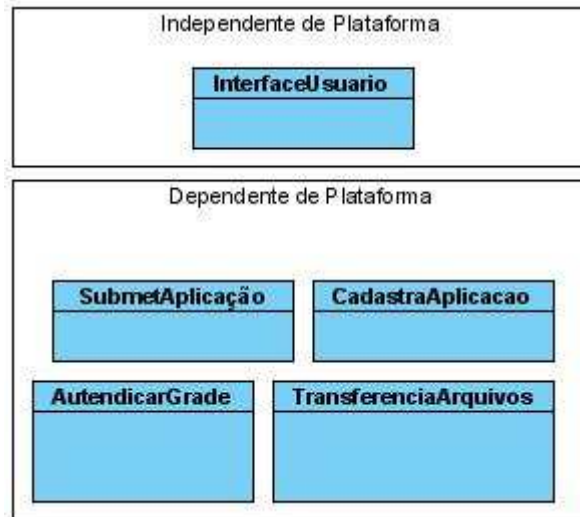 Independente de Plataforma
InterfaceUsuario
Dependente de Plataforma
SubmetAplicação CadastraAplicacao
AutendicarGrade TransferenciaArquivos